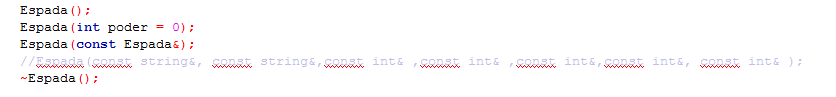 Espada();
Espada(int poder = 0);
Espada(const Espada&);
//Espada(const string&, const string&,const int& ,const int& ,const int&,const int&, const int& );
~Espada();